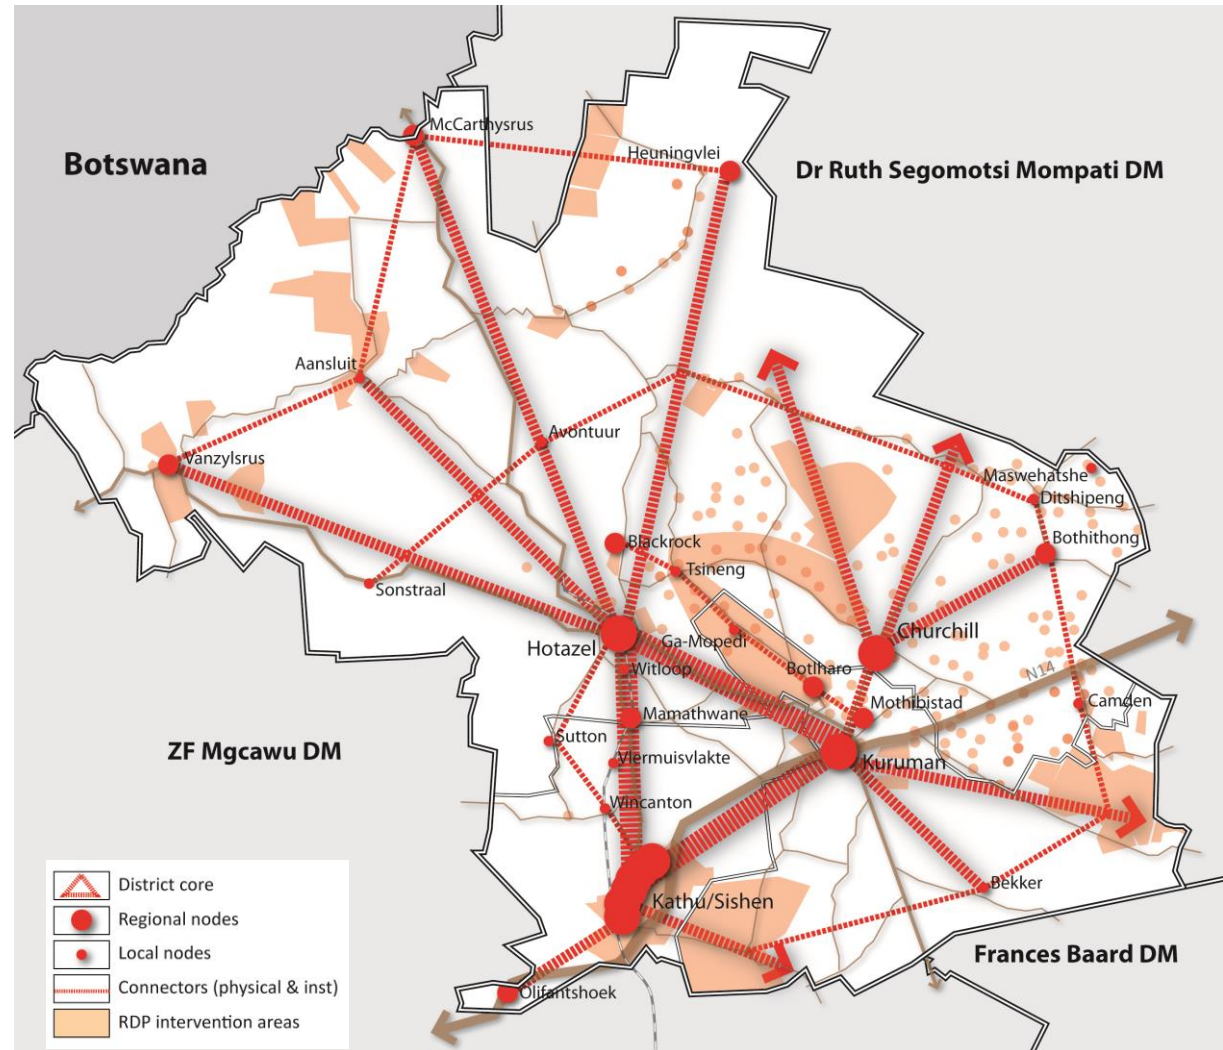 McCarthysrus
Heuningvlei
Botswana
Dr Ruth Segomotsi Mompati DM
Aansluit
Avontuur
Vanzylsrus
Maswehatshe
Ditshipeng
Blackrock
Bothithong
Tsineng
Sonstraal
Churchill
Ga-Mopedi
Hotazel
Witloop
Botlharo
N14
Mothibistad
Camden
Mamathwane
Sutton
ZF Mgcawu DM
Vlermuisvlakte
Kuruman
Wincanton
Bekker
Kathu/Sishen
Frances Baard DM
Olifantshoek
District core
Regional nodes
Local nodes
Connectors (physical & inst)
RDP intervention areas